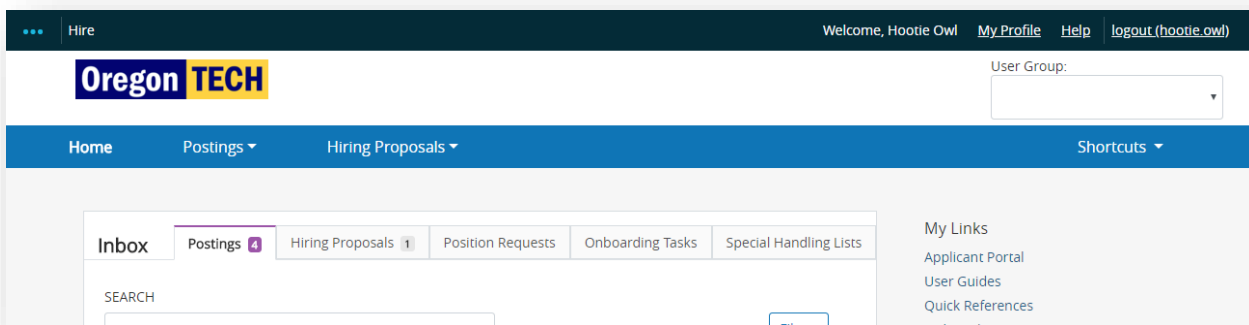 ••• Hire Welcome, Hootie Owl My Profile Help logout (hootie.owl)
Oregon TECH
User Group:
Home Postings Hiring Proposals Shortcuts
Inbox Postings 4 Hiring Proposals 1 Position Requests Onboarding Tasks Special Handling Lists
My Links
Applicant Portal
User Guides
Quick References
SEARCH